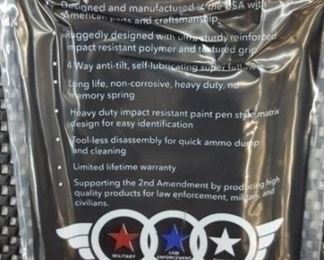 Designed and manufactured in the USA with
American parts and craftsmanship.
Ruggedly designed with ultra sturdy reinforced
impact resistant polymer and textured grip
• 4 Way anti-tilt, self-lubricating super follower
• Long life, non-corrosive, heavy duty, no
memory spring
• Heavy duty impact resistant paint pen style matrix
design for easy identification
• Tool-less disassembly for quick ammo dump
and cleaning
• Limited lifetime warranty
• Supporting the 2nd Amendment by producing high
quality products for law enforcement, military, and
civilians.
MILITARY
LAW
ENFORCEMENT